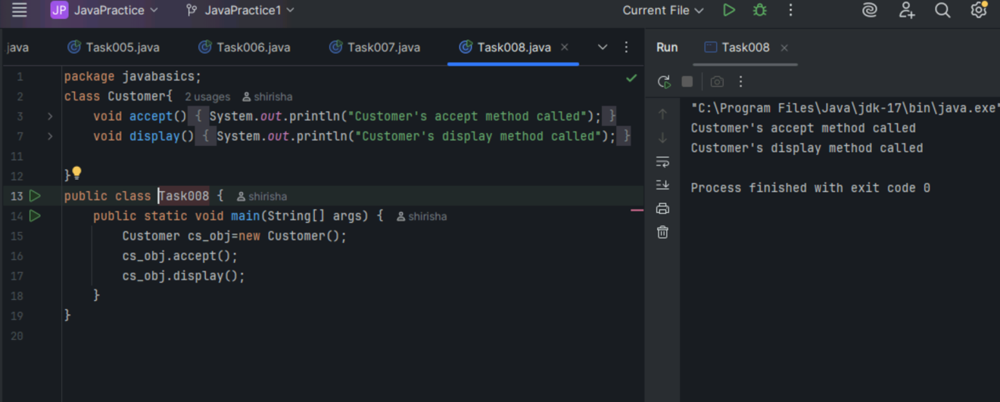 JP JavaPractice JavaPractice1 Current File
.java Task005.java Task006.java Task007.java Task008.java
1 package javabasics;
2 class Customer{ 2 usages shirisha
3 void accept() { System.out.println("Customer's accept method called"); }
7 void display() { System.out.println("Customer's display method called"); }
11
12 }
13 public class Task008 { shirisha
14 public static void main(String[] args) { shirisha
15 Customer cs_obj=new Customer();
16 cs_obj.accept();
17 cs_obj.display();
18 }
19 }
20
Run Task008
"C:\Program Files\Java\jdk-17\bin\java.exe"
Customer's accept method called
Customer's display method called
Process finished with exit code 0